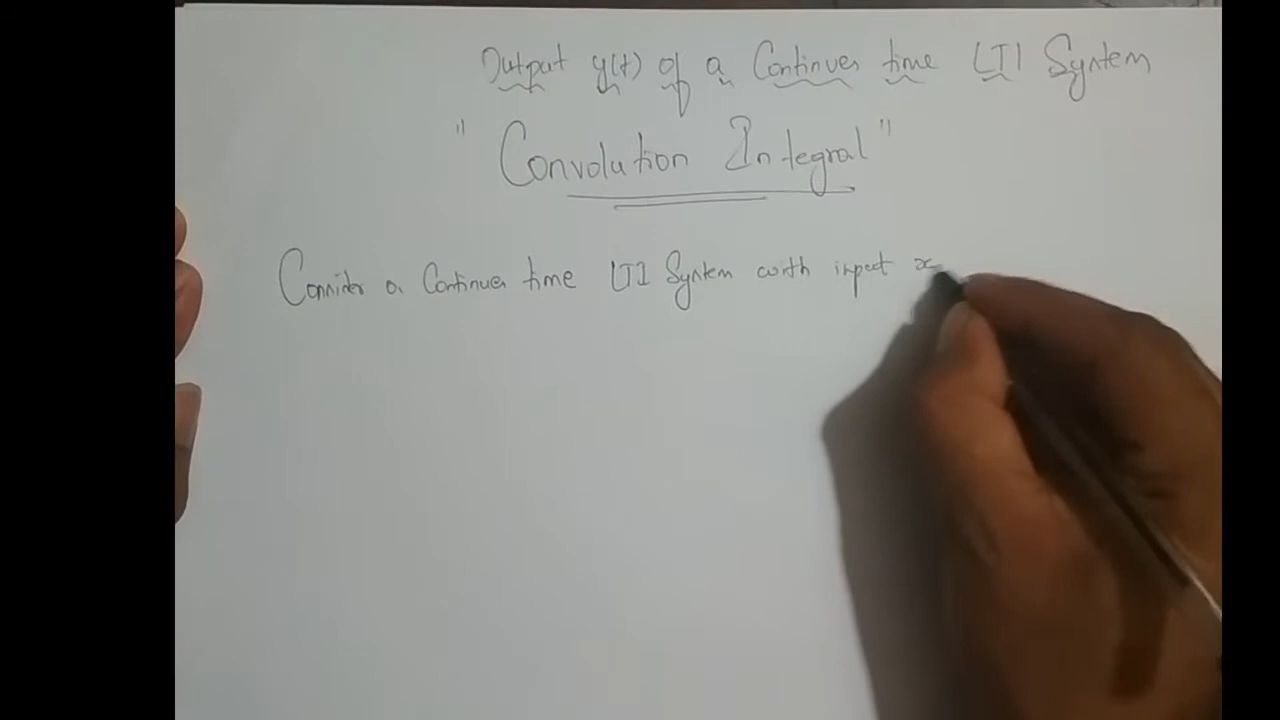 Output y(t) of a Continues time LTI System
" Convolution Integral "
Consider a Continues time LTI System with input x